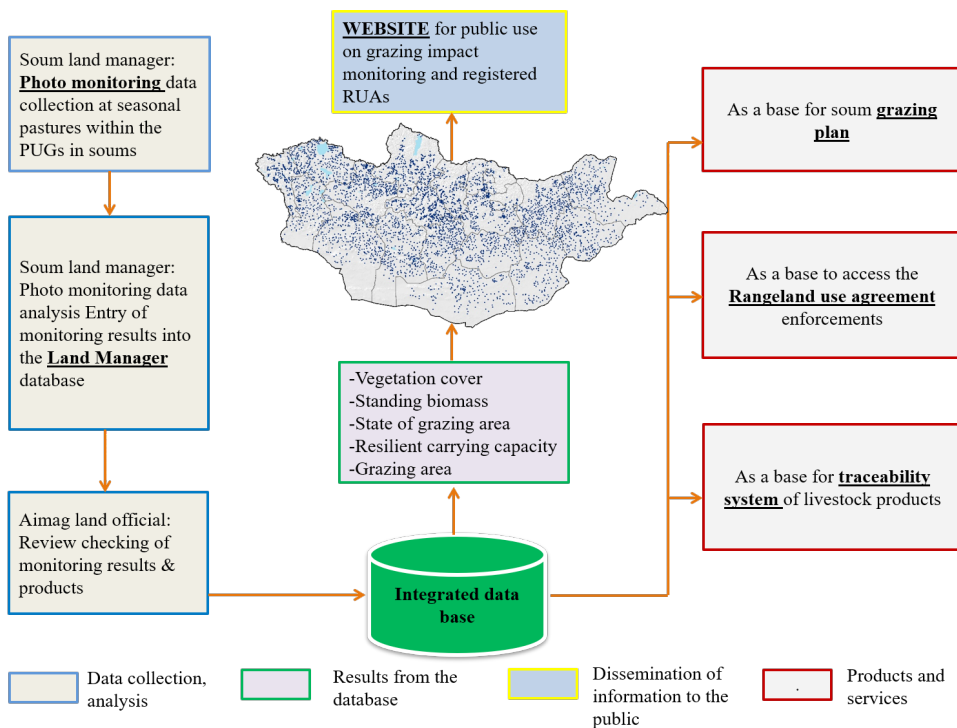 Soum land manager:
Photo monitoring data
collection at seasonal
pastures within the
PUGs in soums
Soum land manager:
Photo monitoring data
analysis Entry of
monitoring results into
the Land Manager
database
Aimag land official:
Review checking of
monitoring results &
products
WEBSITE for public use
on grazing impact
monitoring and registered
RUAs
-Vegetation cover
-Standing biomass
-State of grazing area
-Resilient carrying capacity
-Grazing area
Integrated data
base
As a base for soum grazing
plan
As a base to access the
Rangeland use agreement
enforcements
As a base for traceability
system of livestock products
Data collection,
analysis
Results from the
database
Dissemination of
information to the
public
.
Products and
services